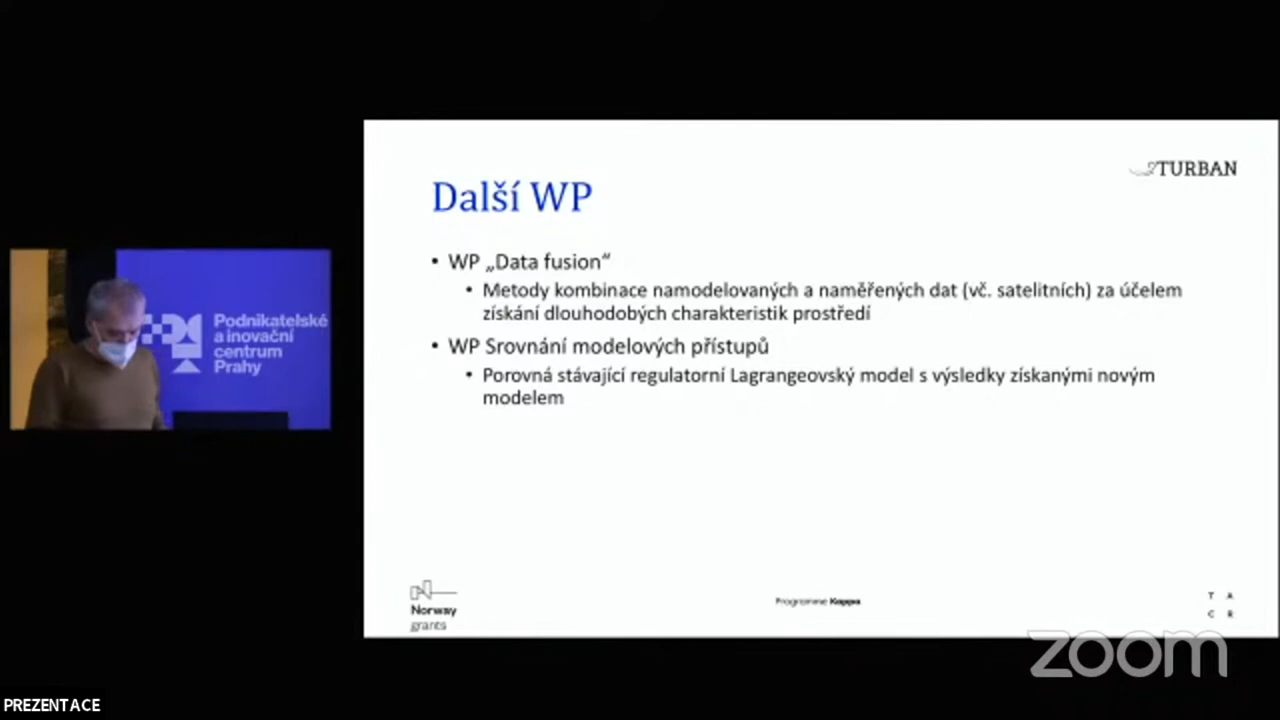 TURBAN
Další WP
• WP „Data fusion“
• Metody kombinace namodelovaných a naměřených dat (vč. satelitních) za účelem
získání dlouhodobých charakteristik prostředí
• WP Srovnání modelových přístupů
• Porovná stávající regulatorní Lagrangeovský model s výsledky získanými novým
modelem
Podnikatelské
a inovační
centrum
Prahy
Norway
grants
Programme Kappa
T A
C R
zoom
PREZENTACE